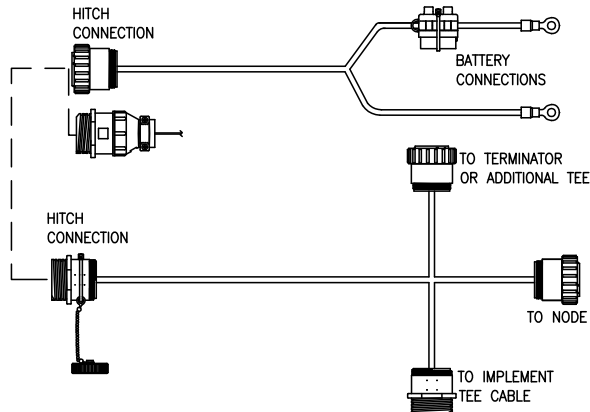 HITCH
CONNECTION
BATTERY
CONNECTIONS
TO TERMINATOR
OR ADDITIONAL TEE
HITCH
CONNECTION
TO NODE
TO IMPLEMENT
TEE CABLE